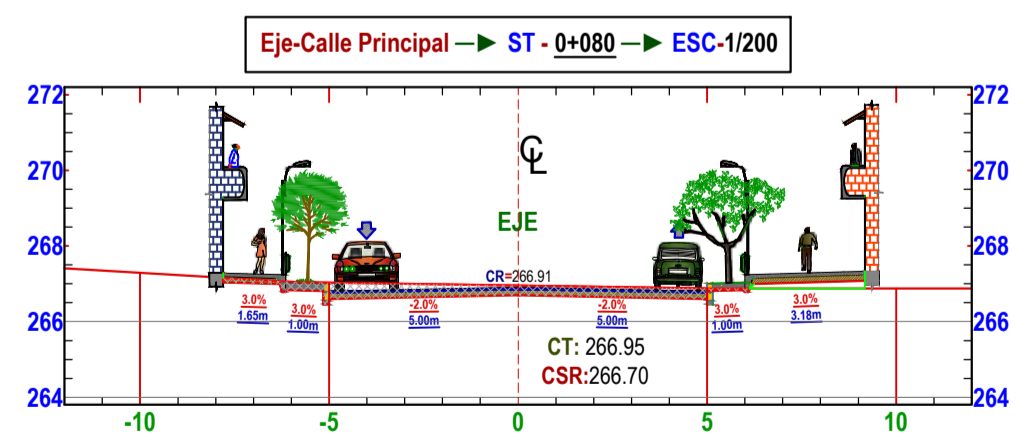 Eje-Calle Principal ST - 0+080 ESC-1/200
272 272
270 270
CL
EJE
268 268
CR=266.91
3.0% 3.0% -2.0% -2.0% 3.0% 3.0%
1.65m 1.00m 5.00m 5.00m 1.00m 3.18m
266 266
CT: 266.95
CSR:266.70
264 264
-10 -5 0 5 10